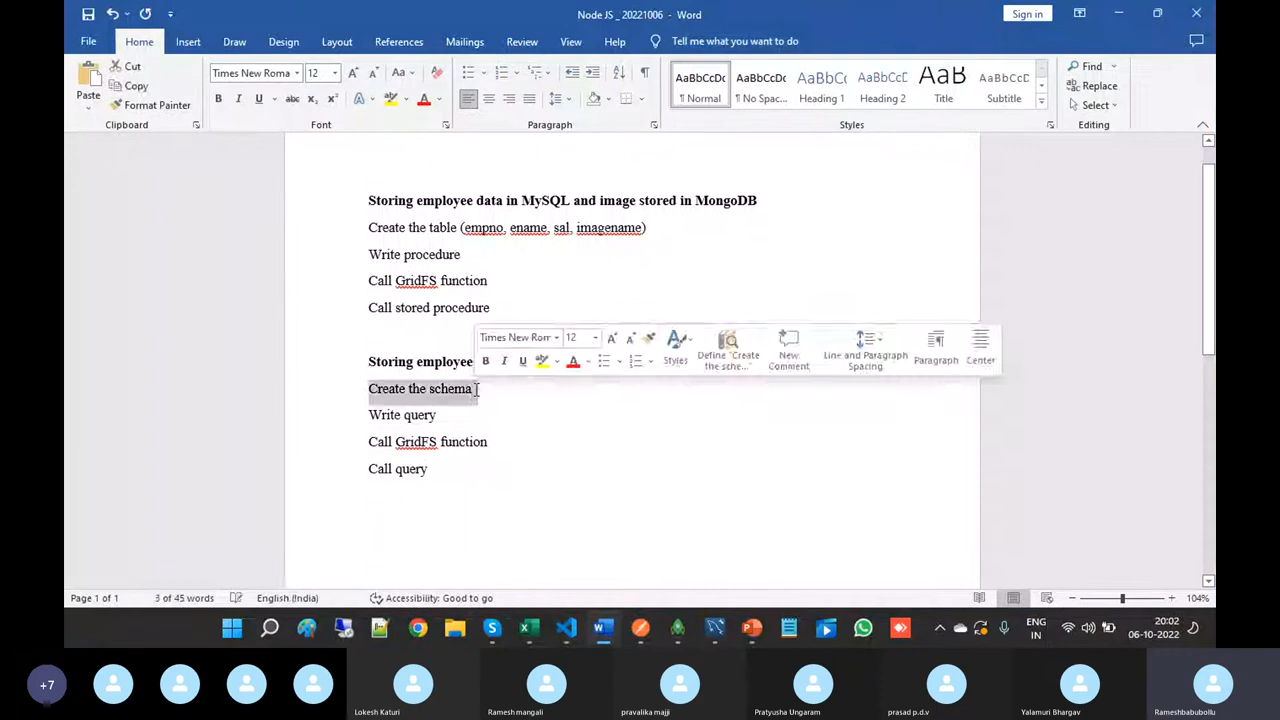 Node JS _ 20221006 - Word
Sign in
File Home Insert Draw Design Layout References Mailings Review View Help Tell me what you want to do
Paste
Cut
Copy
Format Painter
Clipboard
Times New Roma 12
Font
Paragraph
AaBbCcDc AaBbCcDc AaBbCc AaBbCcD AaB AaBbCcD
¶ Normal ¶ No Spac... Heading 1 Heading 2 Title Subtitle
Styles
Find
Replace
Select
Editing
Storing employee data in MySQL and image stored in MongoDB
Create the table (empno, ename, sal, imagename)
Write procedure
Call GridFS function
Call stored procedure
Times New Rom 12
Styles
Define "Create
the sche..."
New
Comment
Line and Paragraph
Spacing
Paragraph
Center
Storing employee
Create the schema
Write query
Call GridFS function
Call query
Page 1 of 1 3 of 45 words English (India) Accessibility: Good to go 104%
ENG
IN
20:02
06-10-2022
+7
Lokesh Katuri
Ramesh mangali
pravalika majji
Pratyusha Ungaram
prasad p.d.v
Yalamuri Bhargav
Rameshbabubollu